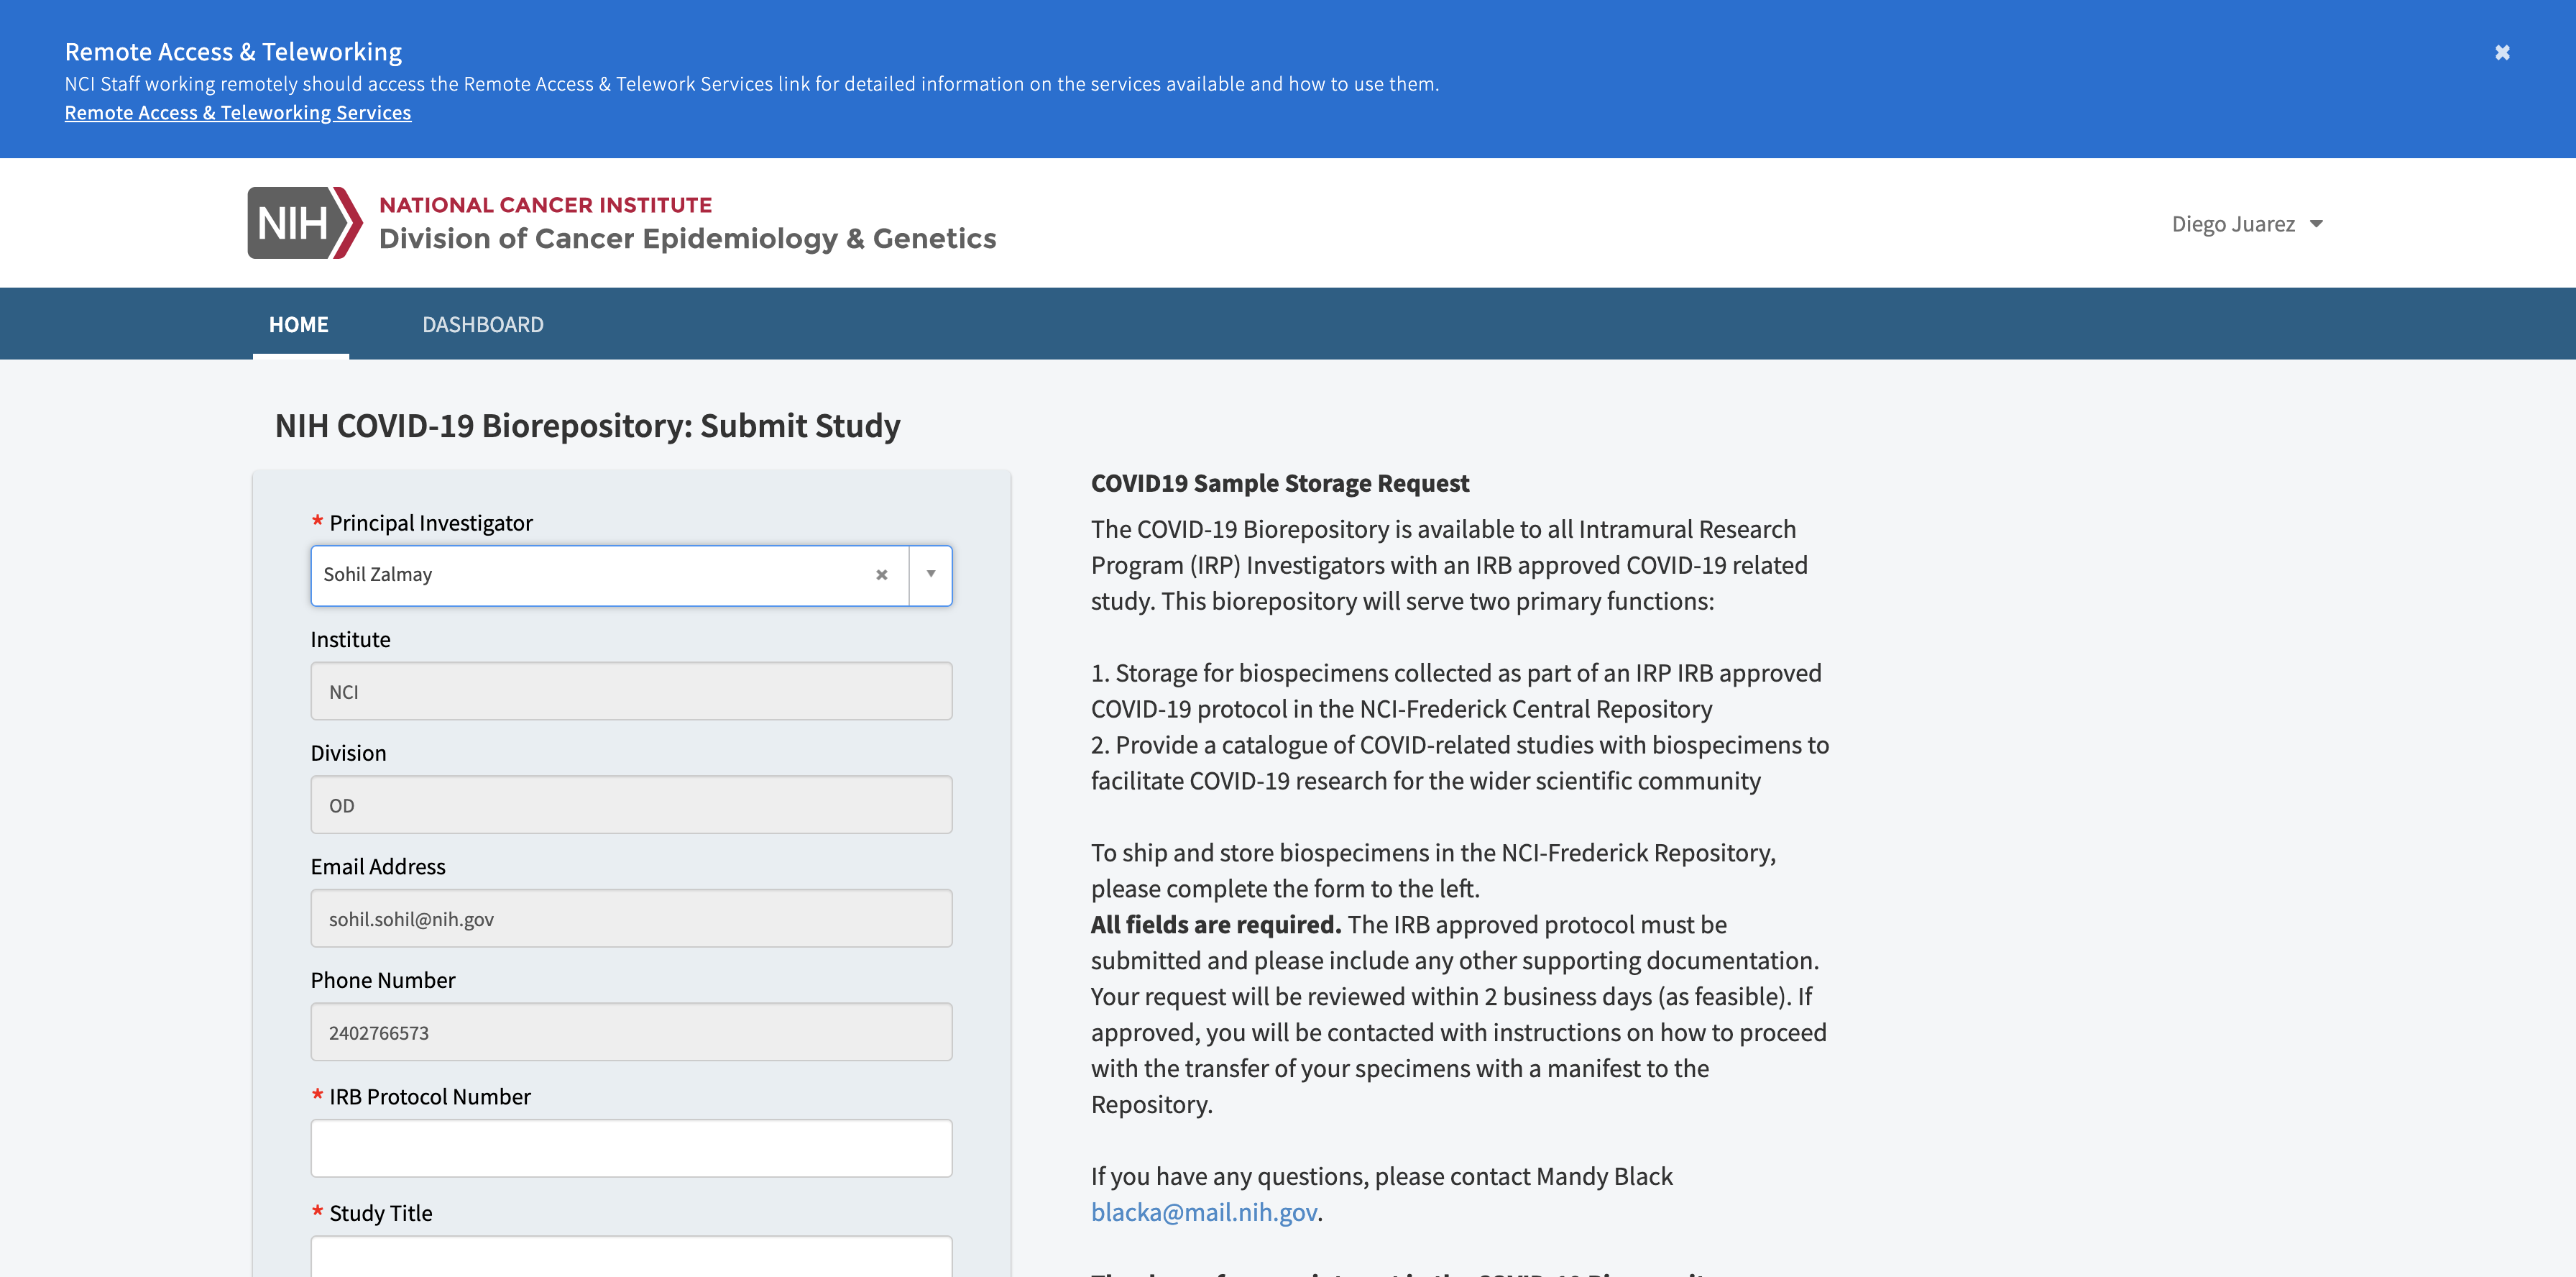 Remote Access & Teleworking
NCI Staff working remotely should access the Remote Access & Telework Services link for detailed information on the services available and how to use them.
Remote Access & Teleworking Services
NIH
NATIONAL CANCER INSTITUTE
Division of Cancer Epidemiology & Genetics
Diego Juarez
HOME
DASHBOARD
NIH COVID-19 Biorepository: Submit Study
* Principal Investigator
Sohil Zalmay
Institute
NCI
Division
OD
Email Address
sohil.sohil@nih.gov
Phone Number
2402766573
* IRB Protocol Number
* Study Title
COVID19 Sample Storage Request
The COVID-19 Biorepository is available to all Intramural Research
Program (IRP) Investigators with an IRB approved COVID-19 related
study. This biorepository will serve two primary functions:
1. Storage for biospecimens collected as part of an IRP IRB approved
COVID-19 protocol in the NCI-Frederick Central Repository
2. Provide a catalogue of COVID-related studies with biospecimens to
facilitate COVID-19 research for the wider scientific community
To ship and store biospecimens in the NCI-Frederick Repository,
please complete the form to the left.
All fields are required. The IRB approved protocol must be
submitted and please include any other supporting documentation.
Your request will be reviewed within 2 business days (as feasible). If
approved, you will be contacted with instructions on how to proceed
with the transfer of your specimens with a manifest to the
Repository.
If you have any questions, please contact Mandy Black
blacka@mail.nih.gov.